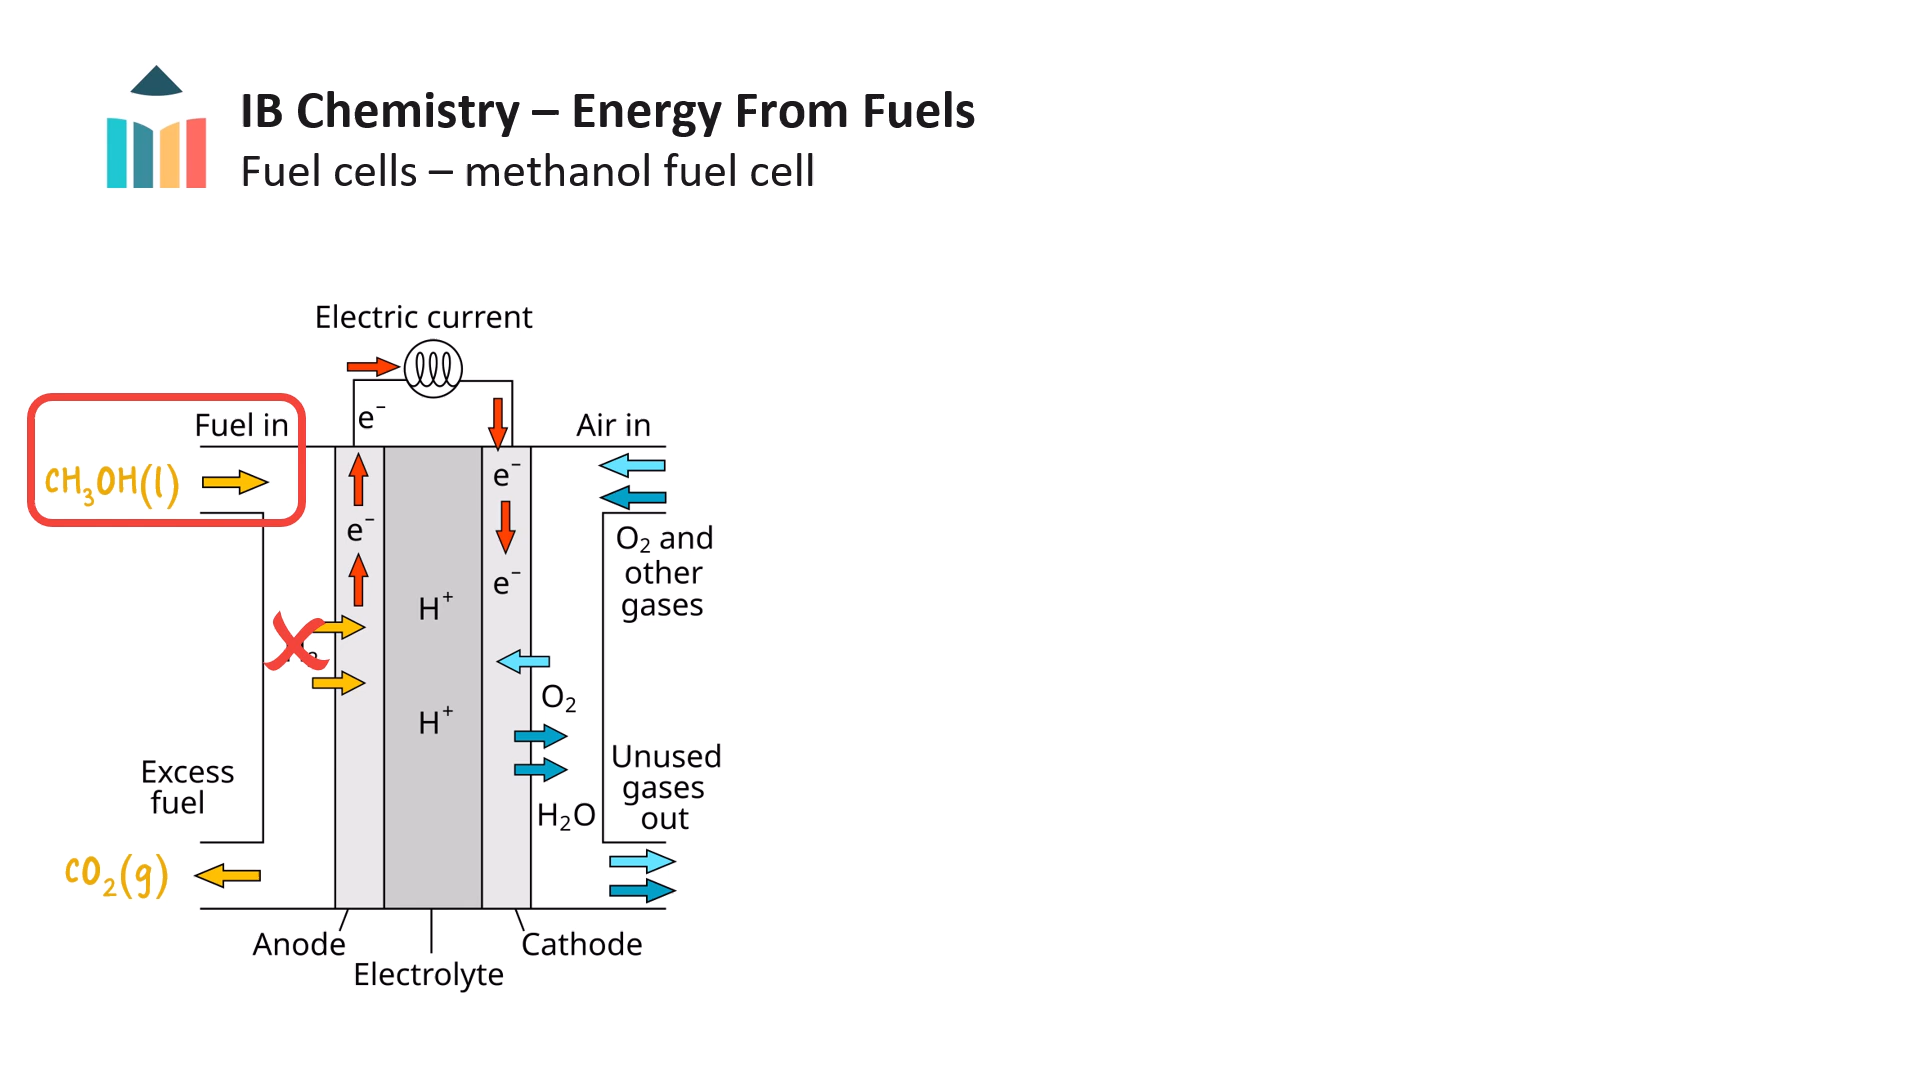 IB Chemistry – Energy From Fuels
Fuel cells – methanol fuel cell
Electric current
e⁻
Fuel in
Air in
CH₃OH(l)
e⁻
e⁻
O₂ and
other
gases
e⁻
H⁺
O₂
H⁺
Excess
fuel
Unused
gases
out
H₂O
CO₂(g)
Anode
Cathode
Electrolyte